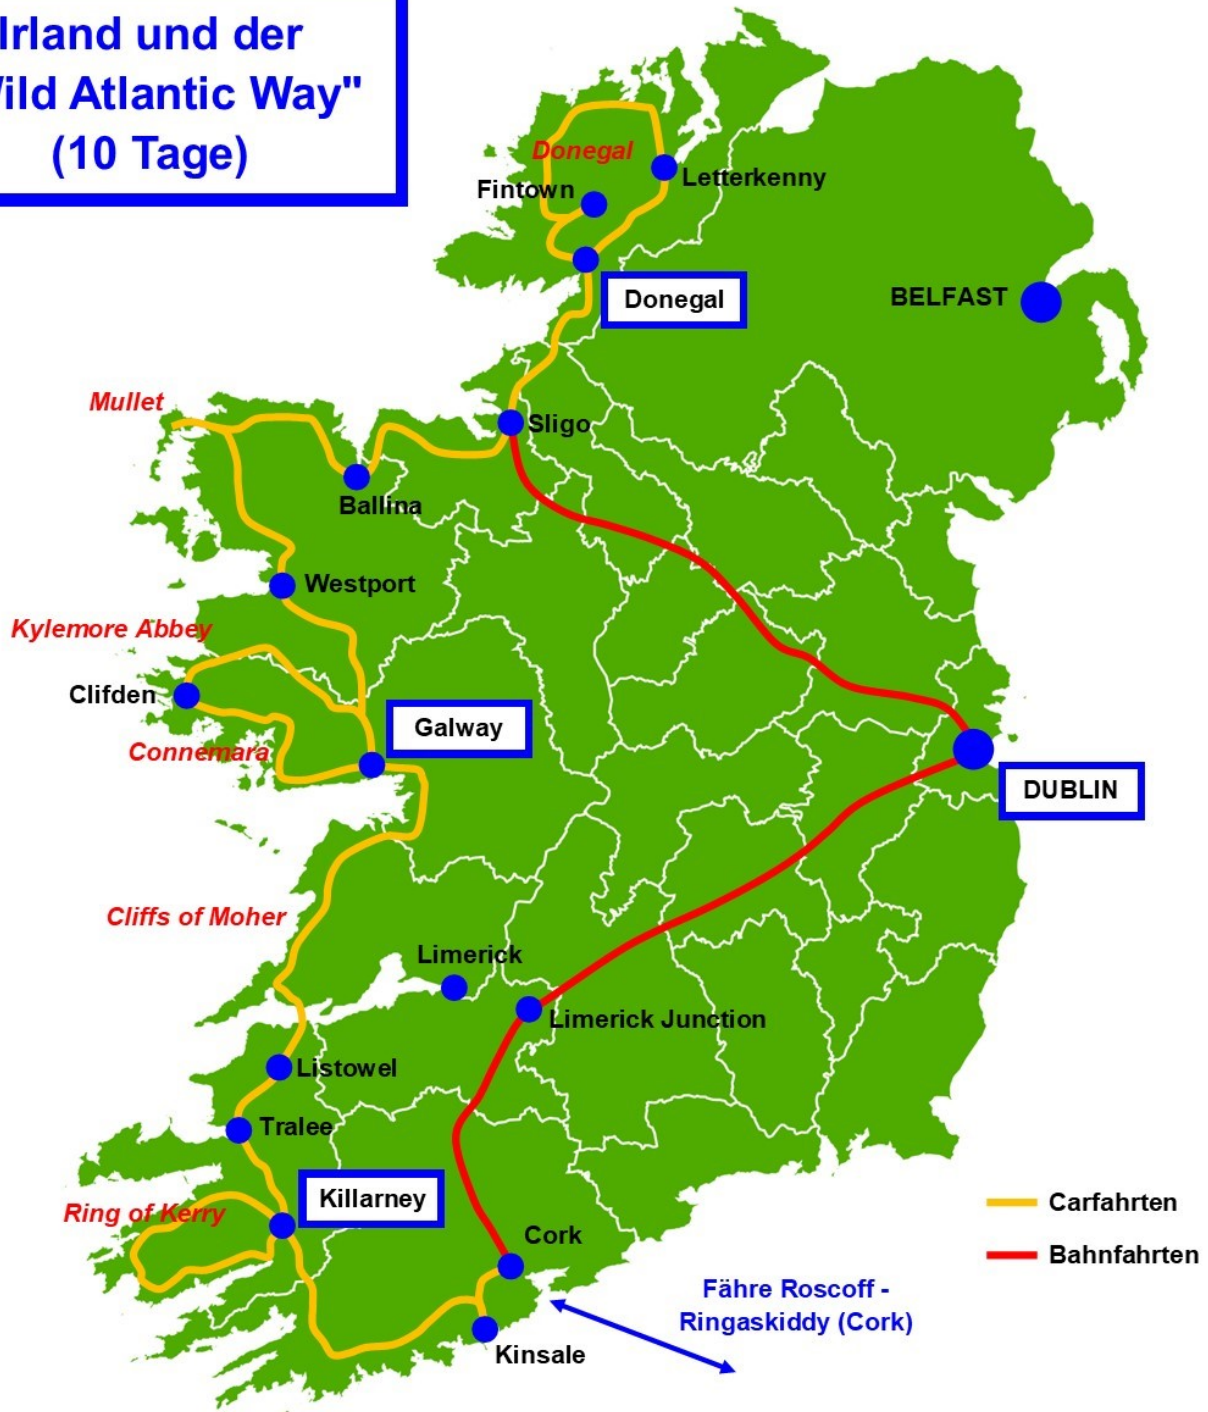 Irland und der
ild Atlantic Way"
(10 Tage)
Donegal
Fintown
Letterkenny
Donegal
BELFAST
Mullet
Sligo
Ballina
Westport
Kylemore Abbey
Clifden
Galway
Connemara
DUBLIN
Cliffs of Moher
Limerick
Limerick Junction
Listowel
Tralee
Killarney
Ring of Kerry
Carfahrten
Cork
Bahnfahrten
Fähre Roscoff -
Ringaskiddy (Cork)
Kinsale